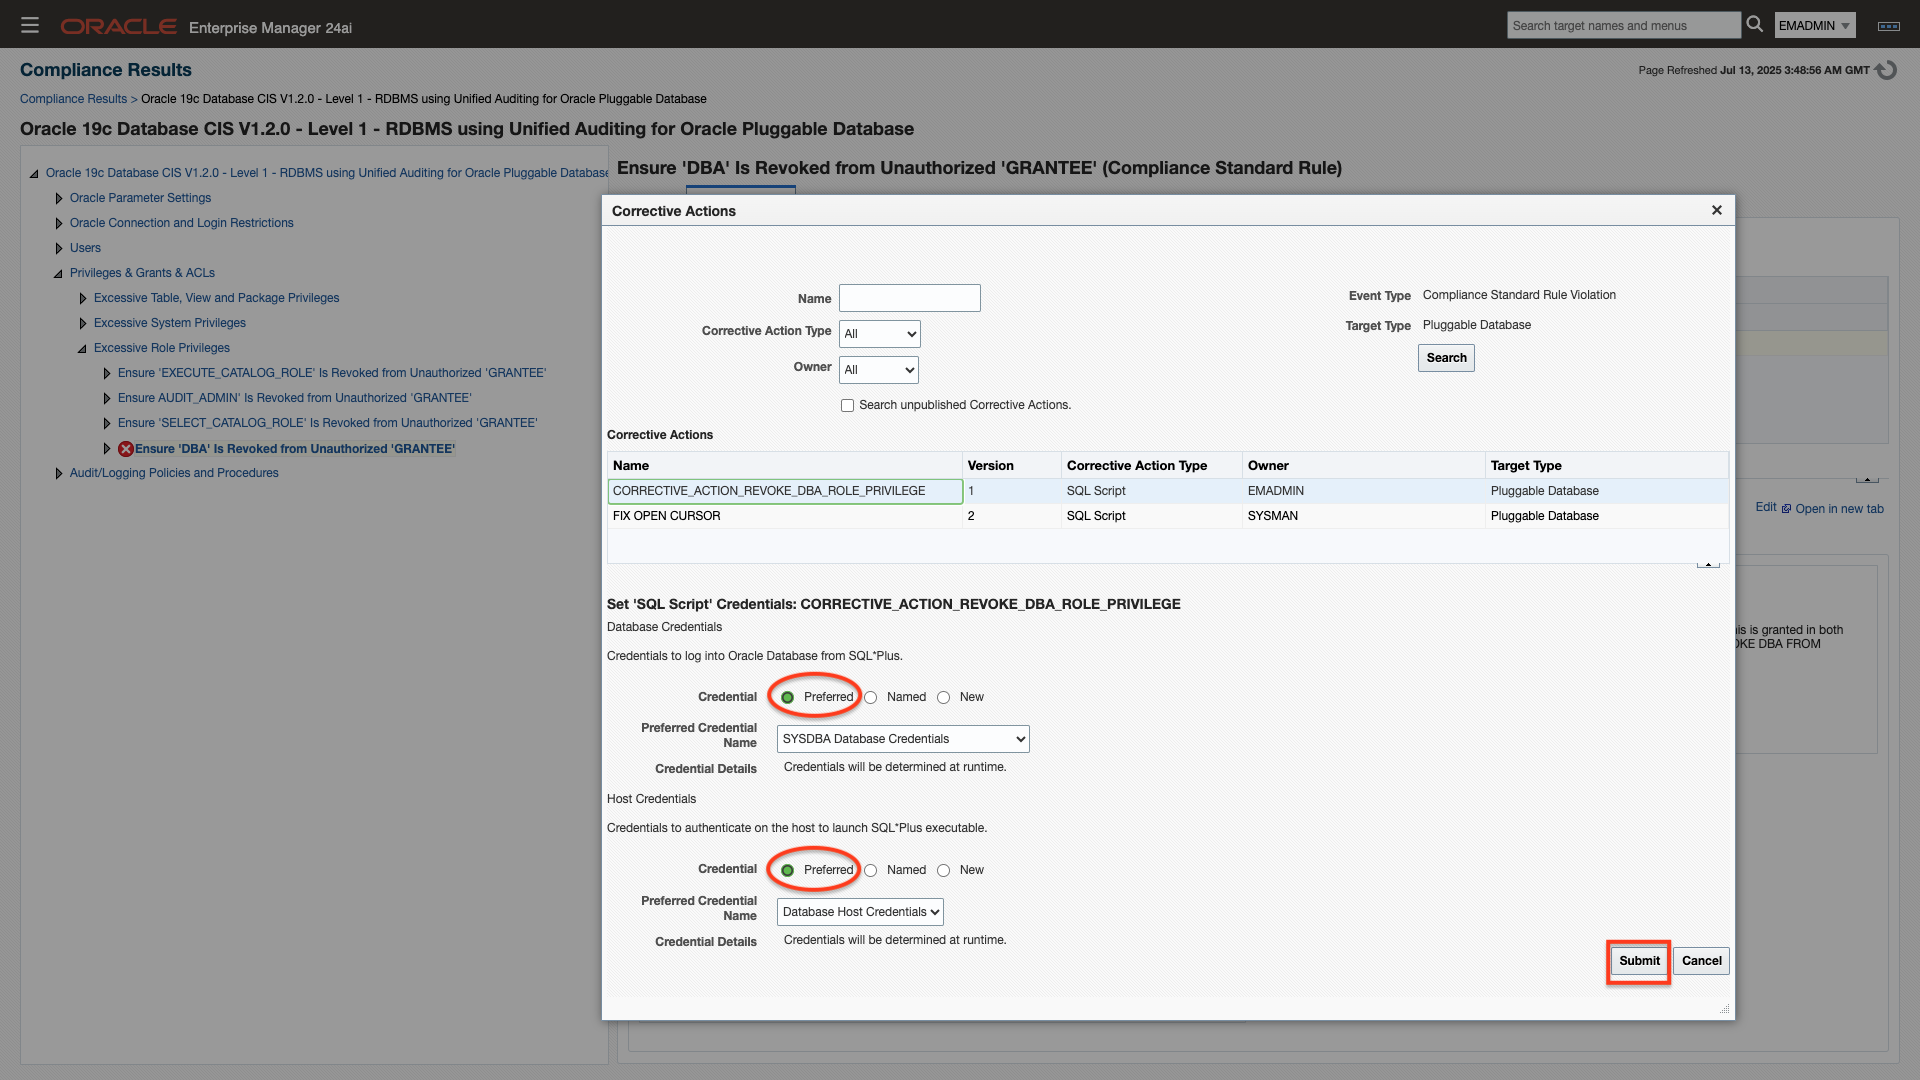 ORACLE Enterprise Manager 24ai
Search target names and menus
EMADMIN
Compliance Results
Page Refreshed Jul 13, 2025 3:48:56 AM GMT
Compliance Results > Oracle 19c Database CIS V1.2.0 - Level 1 - RDBMS using Unified Auditing for Oracle Pluggable Database
Oracle 19c Database CIS V1.2.0 - Level 1 - RDBMS using Unified Auditing for Oracle Pluggable Database
Oracle 19c Database CIS V1.2.0 - Level 1 - RDBMS using Unified Auditing for Oracle Pluggable Database
Oracle Parameter Settings
Oracle Connection and Login Restrictions
Users
Privileges & Grants & ACLs
Excessive Table, View and Package Privileges
Excessive System Privileges
Excessive Role Privileges
Ensure 'EXECUTE_CATALOG_ROLE' Is Revoked from Unauthorized 'GRANTEE'
Ensure AUDIT_ADMIN' Is Revoked from Unauthorized 'GRANTEE'
Ensure 'SELECT_CATALOG_ROLE' Is Revoked from Unauthorized 'GRANTEE'
Ensure 'DBA' Is Revoked from Unauthorized 'GRANTEE'
Audit/Logging Policies and Procedures
Ensure 'DBA' Is Revoked from Unauthorized 'GRANTEE' (Compliance Standard Rule)
Corrective Actions
Name
Event Type Compliance Standard Rule Violation
Corrective Action Type All
Target Type Pluggable Database
Owner All
Search
Search unpublished Corrective Actions.
Corrective Actions
Name Version Corrective Action Type Owner Target Type
CORRECTIVE_ACTION_REVOKE_DBA_ROLE_PRIVILEGE 1 SQL Script EMADMIN Pluggable Database
FIX OPEN CURSOR 2 SQL Script SYSMAN Pluggable Database
Edit Open in new tab
Set 'SQL Script' Credentials: CORRECTIVE_ACTION_REVOKE_DBA_ROLE_PRIVILEGE
Database Credentials
is is granted in both
KE DBA FROM
Credentials to log into Oracle Database from SQL*Plus.
Credential Preferred Named New
Preferred Credential Name SYSDBA Database Credentials
Credential Details Credentials will be determined at runtime.
Host Credentials
Credentials to authenticate on the host to launch SQL*Plus executable.
Credential Preferred Named New
Preferred Credential Name Database Host Credentials
Credential Details Credentials will be determined at runtime.
Submit Cancel